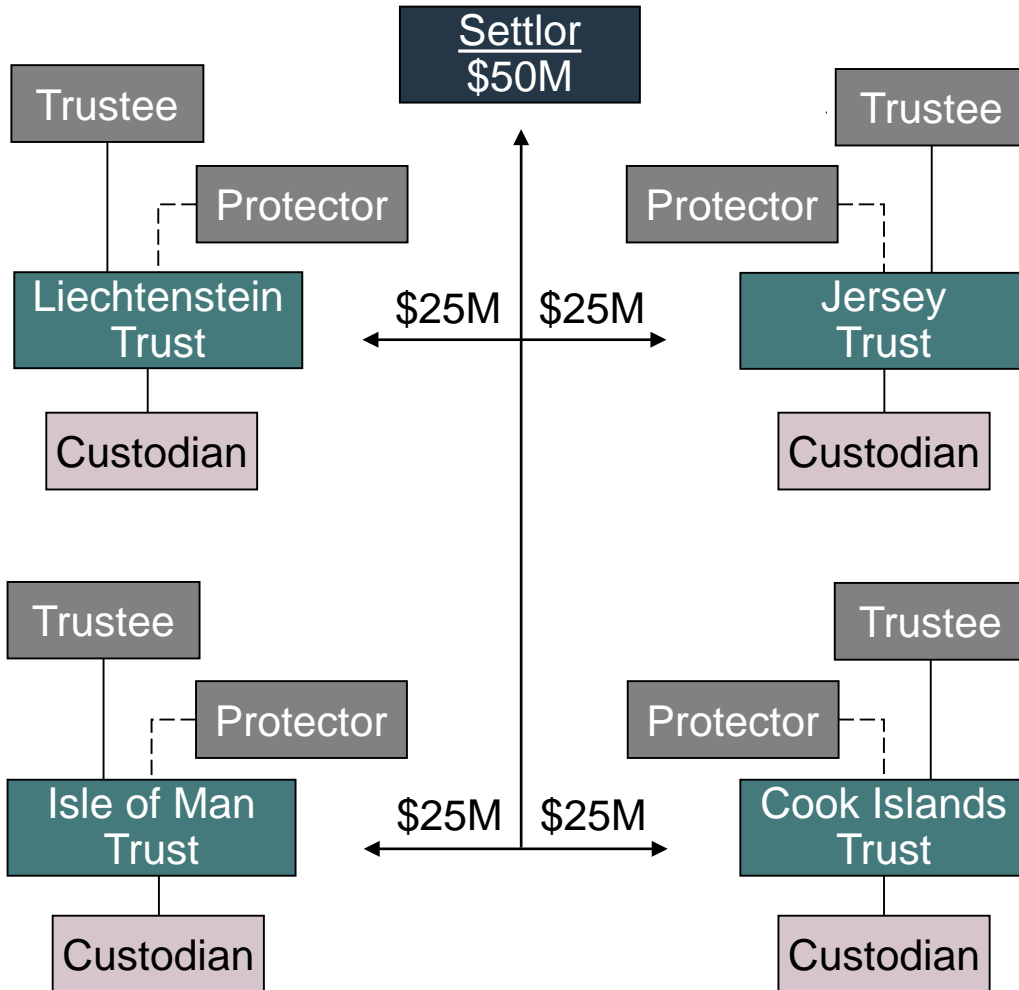 Settlor
$50M
Trustee
Trustee
Protector
Protector
Liechtenstein
Trust
$25M
$25M
Jersey
Trust
Custodian
Custodian
Trustee
Trustee
Protector
Protector
Isle of Man
Trust
$25M
$25M
Cook Islands
Trust
Custodian
Custodian